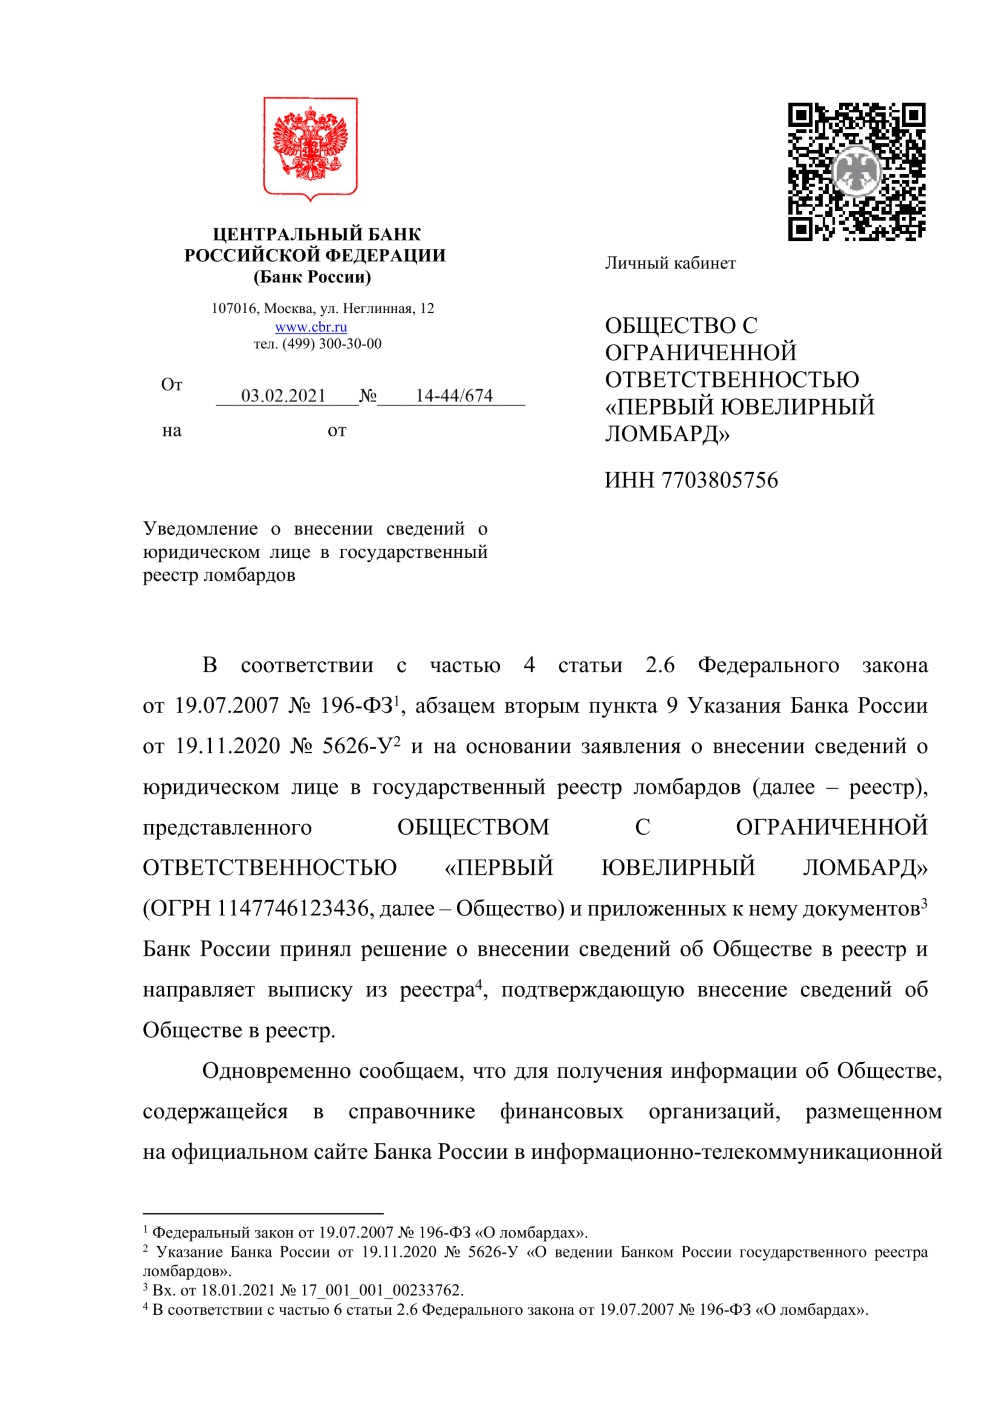 ЦЕНТРАЛЬНЫЙ БАНК
РОССИЙСКОЙ ФЕДЕРАЦИИ
(Банк России)
107016, Москва, ул. Неглинная, 12
www.cbr.ru
тел. (499) 300-30-00
От 03.02.2021 № 14-44/674
на от
Личный кабинет
ОБЩЕСТВО С
ОГРАНИЧЕННОЙ
ОТВЕТСТВЕННОСТЬЮ
«ПЕРВЫЙ ЮВЕЛИРНЫЙ
ЛОМБАРД»
ИНН 7703805756
Уведомление о внесении сведений о
юридическом лице в государственный
реестр ломбардов
В соответствии с частью 4 статьи 2.6 Федерального закона
от 19.07.2007 № 196-ФЗ¹, абзацем вторым пункта 9 Указания Банка России
от 19.11.2020 № 5626-У² и на основании заявления о внесении сведений о
юридическом лице в государственный реестр ломбардов (далее – реестр),
представленного ОБЩЕСТВОМ С ОГРАНИЧЕННОЙ
ОТВЕТСТВЕННОСТЬЮ «ПЕРВЫЙ ЮВЕЛИРНЫЙ ЛОМБАРД»
(ОГРН 1147746123436, далее – Общество) и приложенных к нему документов³
Банк России принял решение о внесении сведений об Обществе в реестр и
направляет выписку из реестра⁴, подтверждающую внесение сведений об
Обществе в реестр.
Одновременно сообщаем, что для получения информации об Обществе,
содержащейся в справочнике финансовых организаций, размещенном
на официальном сайте Банка России в информационно-телекоммуникационной
¹ Федеральный закон от 19.07.2007 № 196-ФЗ «О ломбардах».
² Указание Банка России от 19.11.2020 № 5626-У «О ведении Банком России государственного реестра
ломбардов».
³ Вх. от 18.01.2021 № 17_001_001_00233762.
⁴ В соответствии с частью 6 статьи 2.6 Федерального закона от 19.07.2007 № 196-ФЗ «О ломбардах».